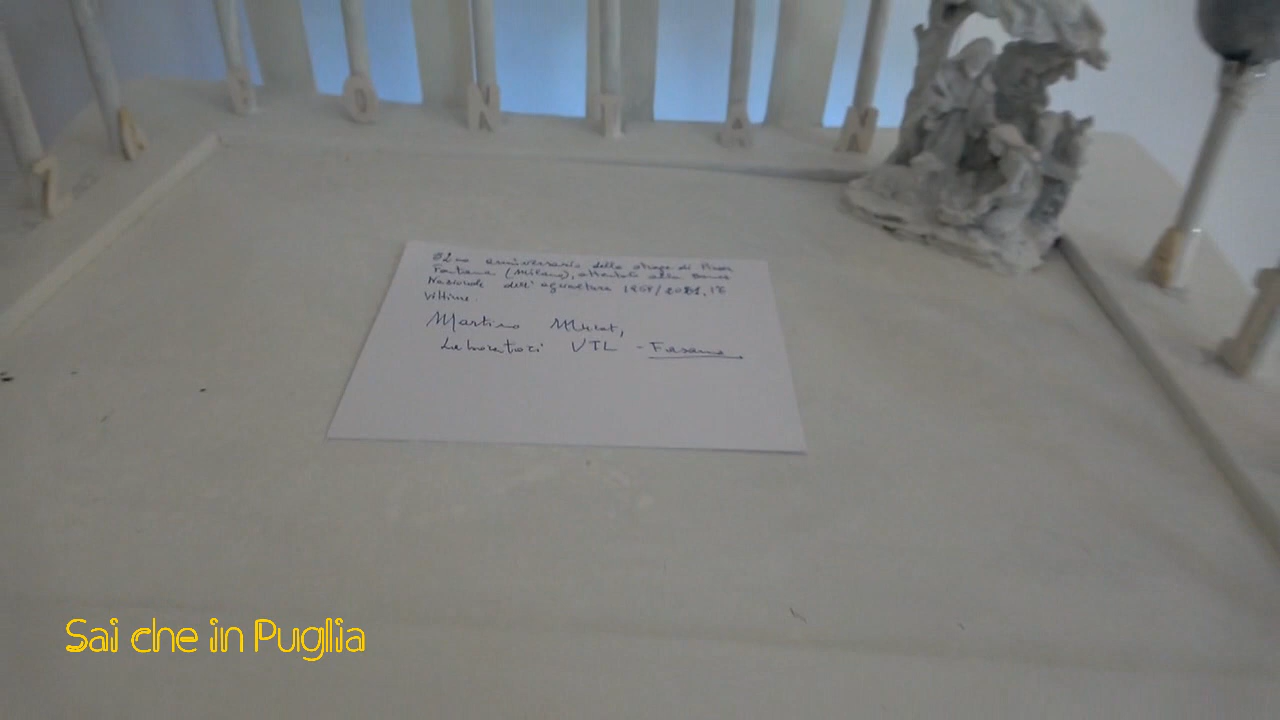 52mo anniversario della strage di Piazza
Fontana (Milano), attentato alla Banca
Nazionale dell'agricoltura 1969/2021, 17
vittime.
Martino
Laboratori UTL - Fasano
Sai che in Puglia